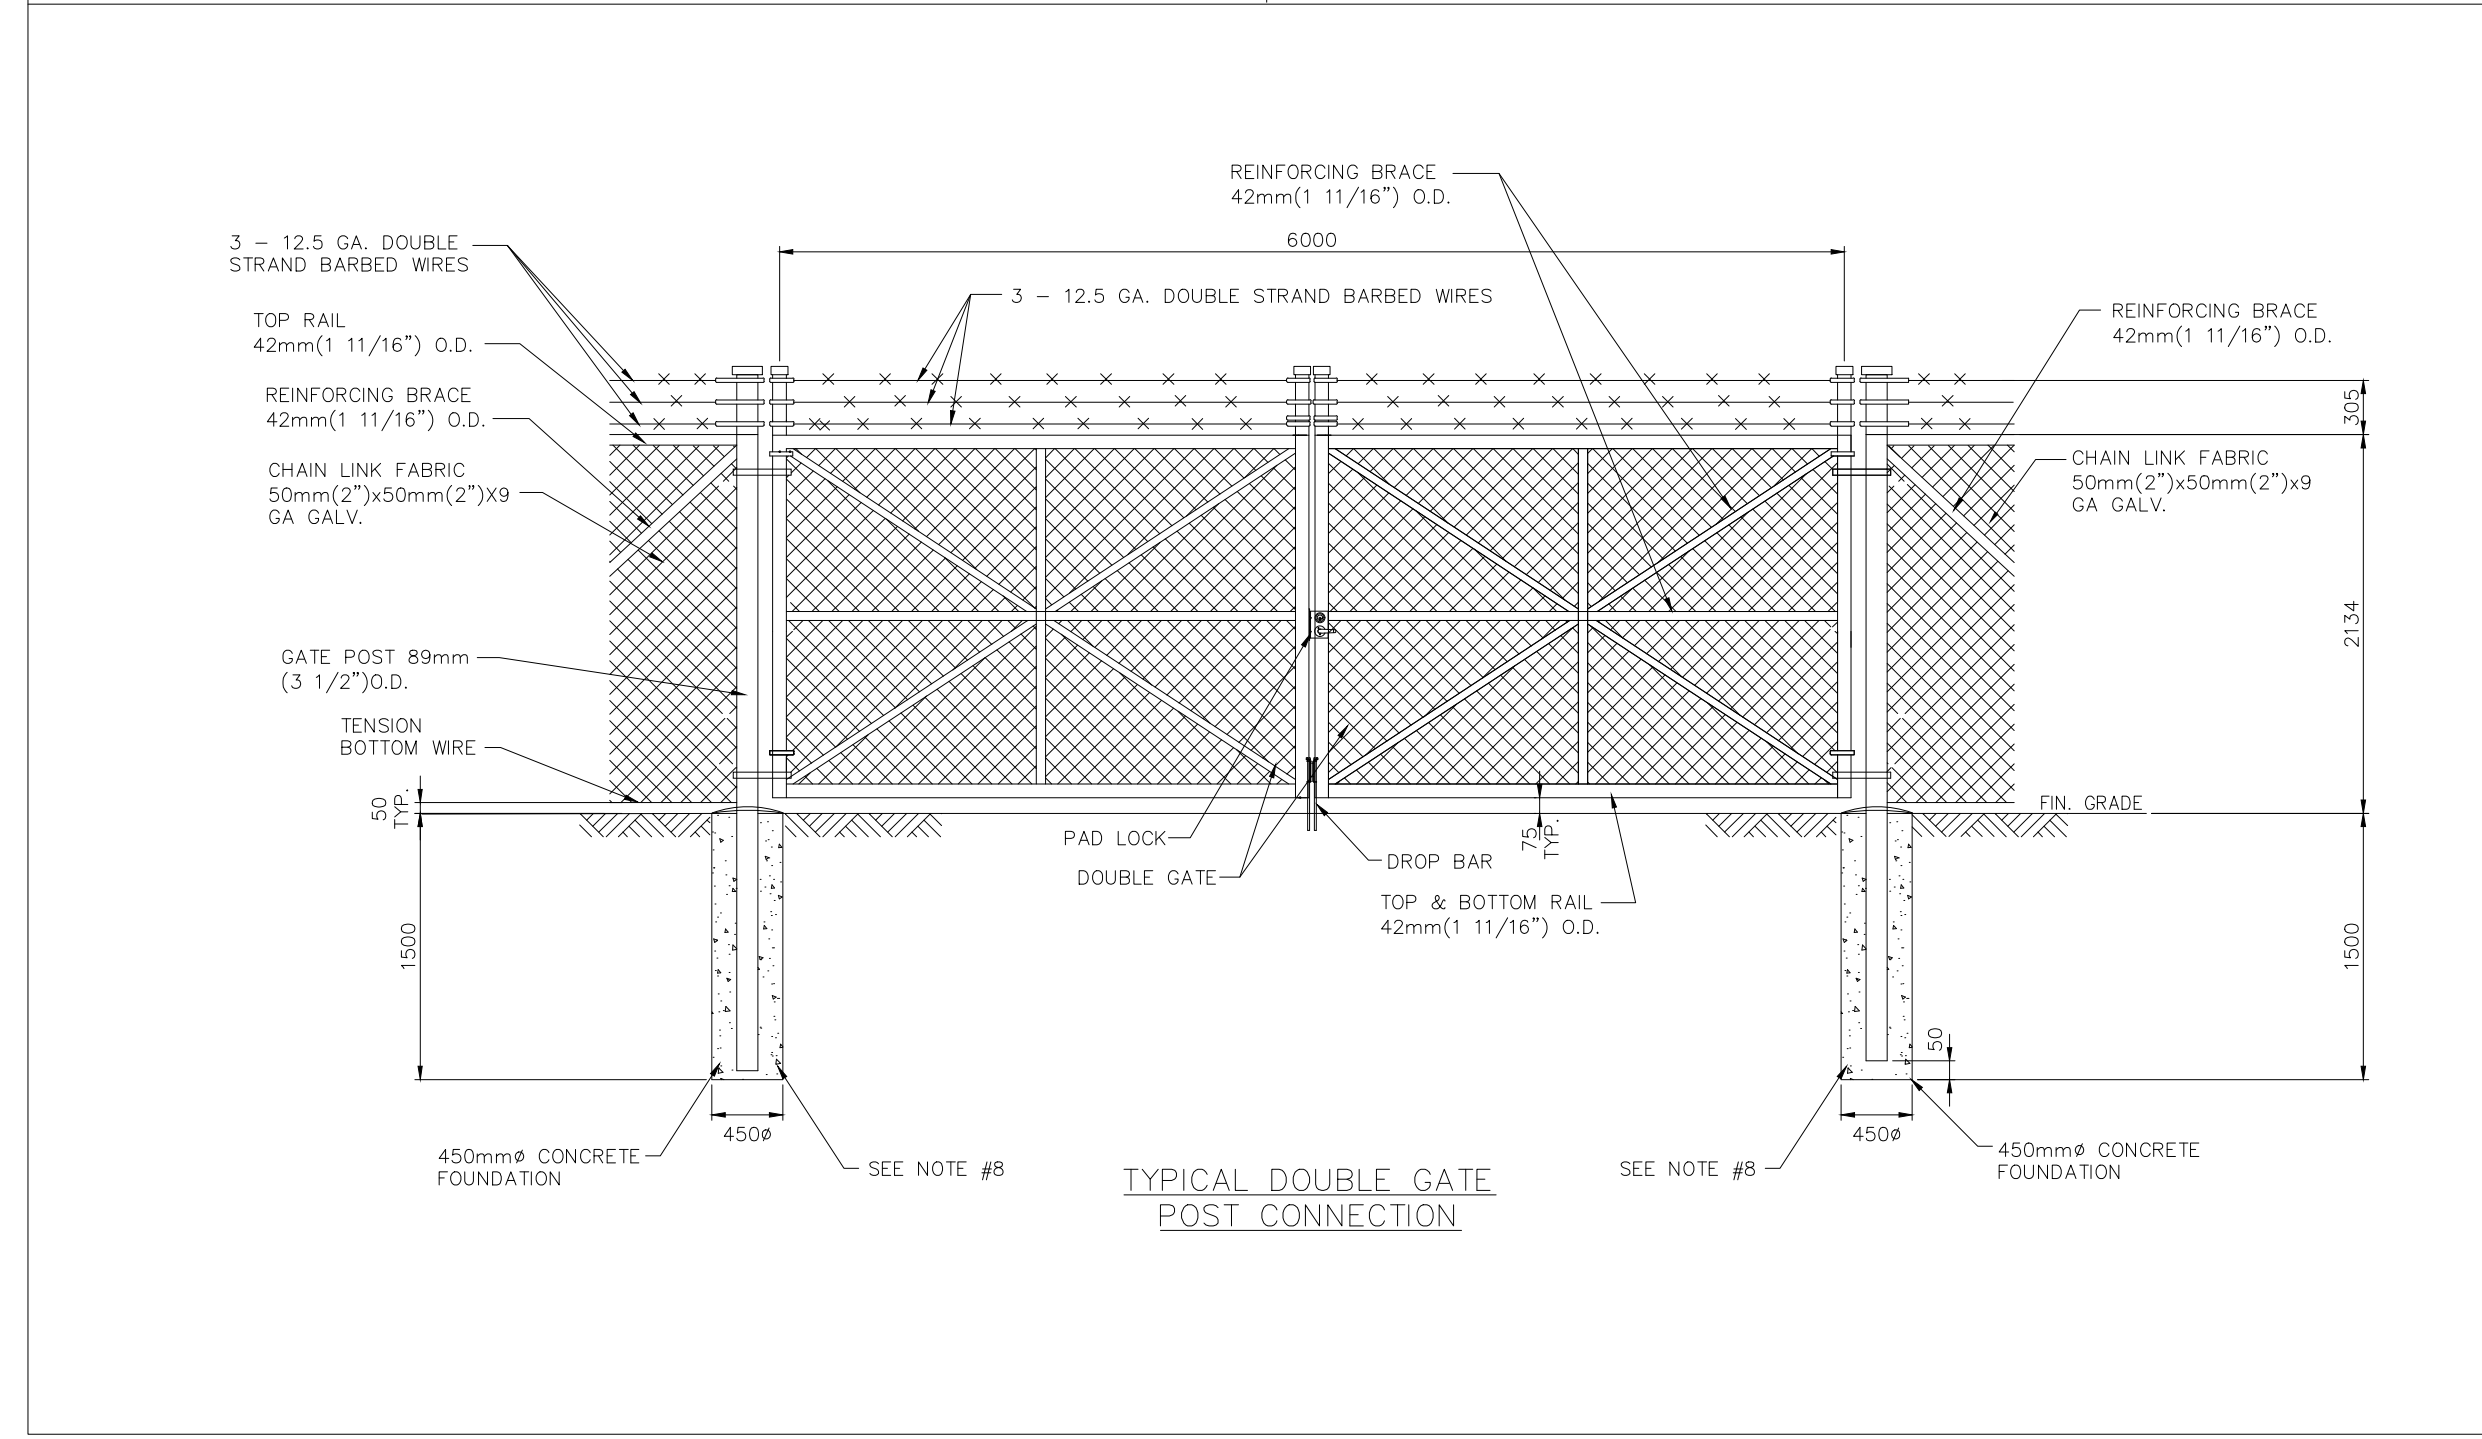 REINFORCING BRACE
42mm(1 11/16") O.D.
6000
3 - 12.5 GA. DOUBLE
STRAND BARBED WIRES
3 - 12.5 GA. DOUBLE STRAND BARBED WIRES
TOP RAIL
42mm(1 11/16") O.D.
REINFORCING BRACE
42mm(1 11/16") O.D.
REINFORCING BRACE
42mm(1 11/16") O.D.
CHAIN LINK FABRIC
50mm(2")x50mm(2")X9
GA GALV.
305
CHAIN LINK FABRIC
50mm(2")x50mm(2")x9
GA GALV.
2134
GATE POST 89mm
(3 1/2")O.D.
TENSION
BOTTOM WIRE
50
TYP.
FIN. GRADE
PAD LOCK
75
TYP.
DROP BAR
DOUBLE GATE
TOP & BOTTOM RAIL
42mm(1 11/16") O.D.
1500
1500
50
450ø
450ø
450mmø CONCRETE
FOUNDATION
SEE NOTE #8
SEE NOTE #8
450mmø CONCRETE
FOUNDATION
TYPICAL DOUBLE GATE
POST CONNECTION